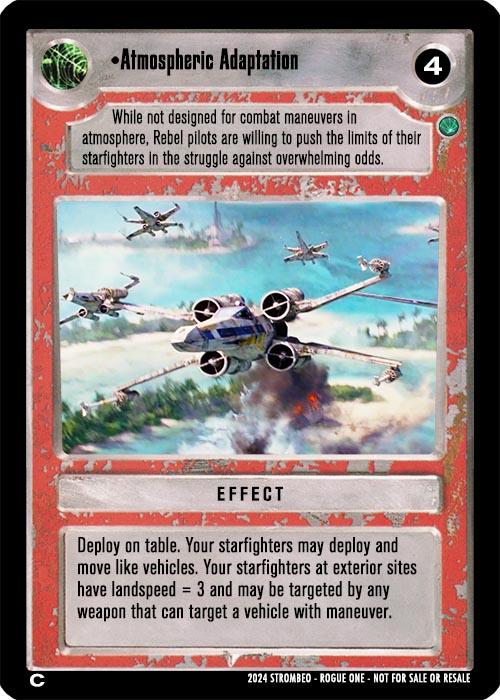 •Atmospheric Adaptation
4
While not designed for combat maneuvers in
atmosphere, Rebel pilots are willing to push the limits of their
starfighters in the struggle against overwhelming odds.
EFFECT
Deploy on table. Your starfighters may deploy and
move like vehicles. Your starfighters at exterior sites
have landspeed = 3 and may be targeted by any
weapon that can target a vehicle with maneuver.
C
2024 STROMBEO - ROGUE ONE - NOT FOR SALE OR RESALE